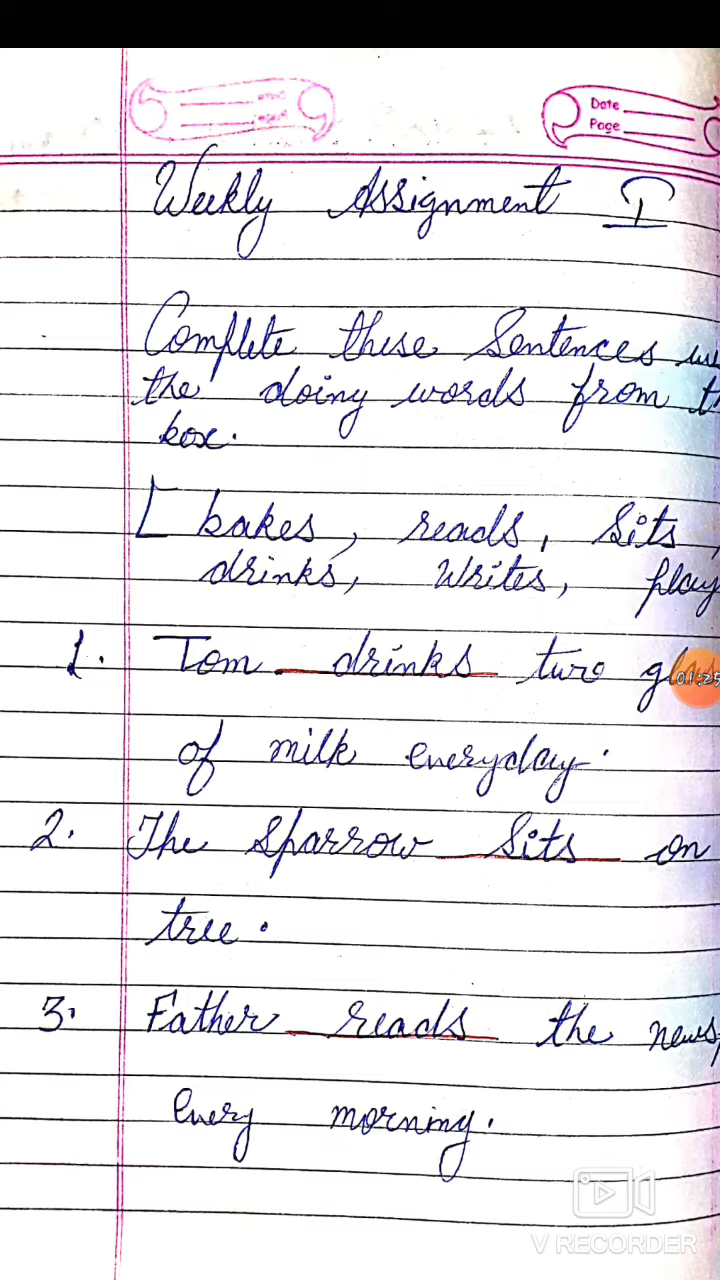 Date
Page
Weekly Assignment I
Complete these Sentences
the doing words from
box.
[ bakes, reads, Sits,
drinks, Writes, play
1. Tom drinks two
01:25
of milk everyday.
2. The Sparrow Sits on
tree.
3. Father reads the news
every morning.
V RECORDER